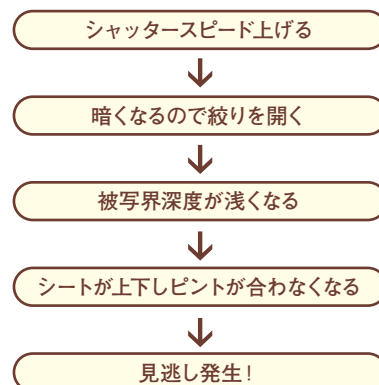 シャッタースピード上げる
暗くなるので絞りを開く
被写界深度が浅くなる
シートが上下しピントが合わなくなる
見逃し発生！